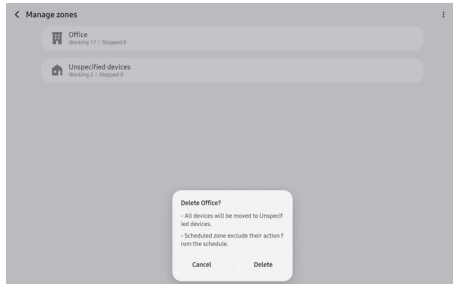 Manage zones
Office
Working 17 | Stopped 8
Unspecified devices
Working 2 | Stopped 0
Delete Office?
- All devices will be moved to Unspecif
ied devices.
- Scheduled zone exclude their action f
rom the schedule.
Cancel Delete